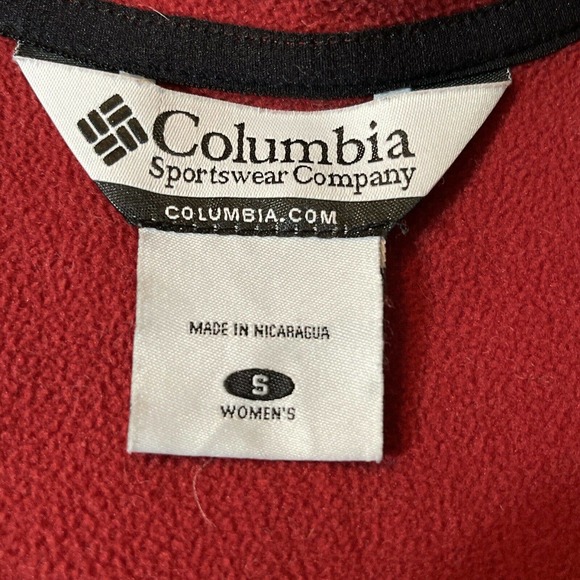 Columbia
Sportswear Company
COLUMBIA.COM
MADE IN NICARAGUA
S
WOMEN'S